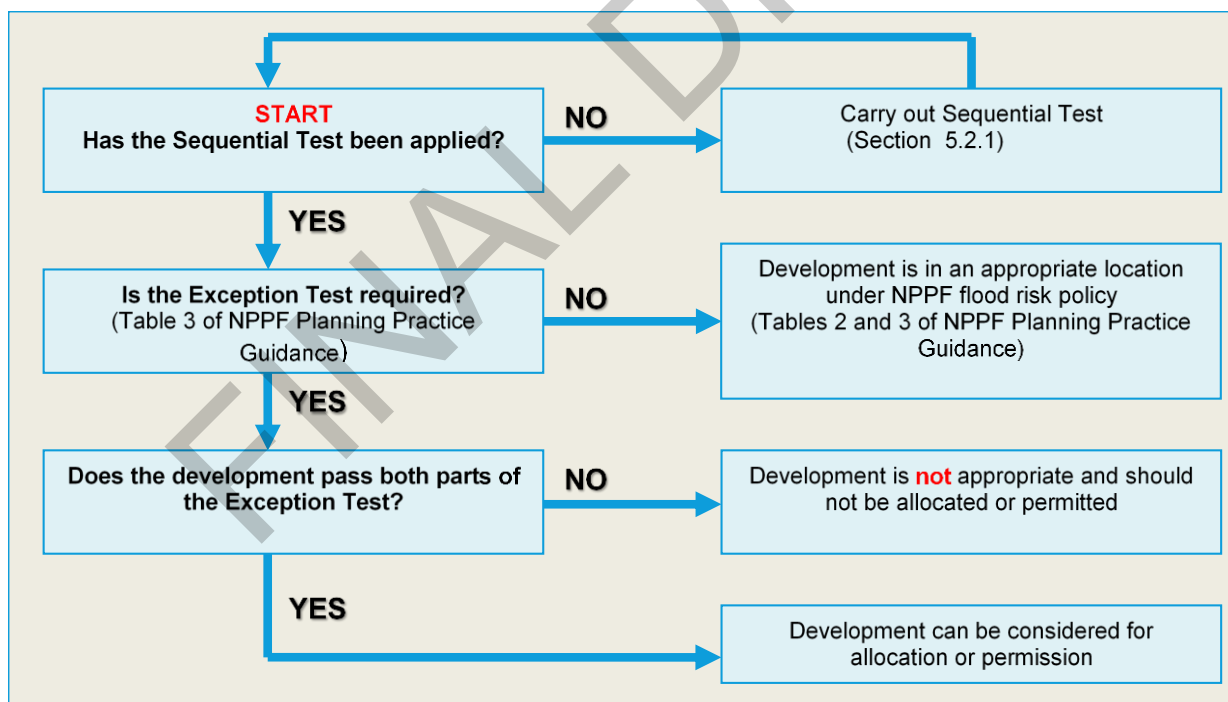 START
Has the Sequential Test been applied?
NO
Carry out Sequential Test
(Section 5.2.1)
YES
Is the Exception Test required?
(Table 3 of NPPF Planning Practice
Guidance)
NO
Development is in an appropriate location
under NPPF flood risk policy
(Tables 2 and 3 of NPPF Planning Practice
Guidance)
YES
Does the development pass both parts of
the Exception Test?
NO
Development is not appropriate and should
not be allocated or permitted
YES
Development can be considered for
allocation or permission
FINAL